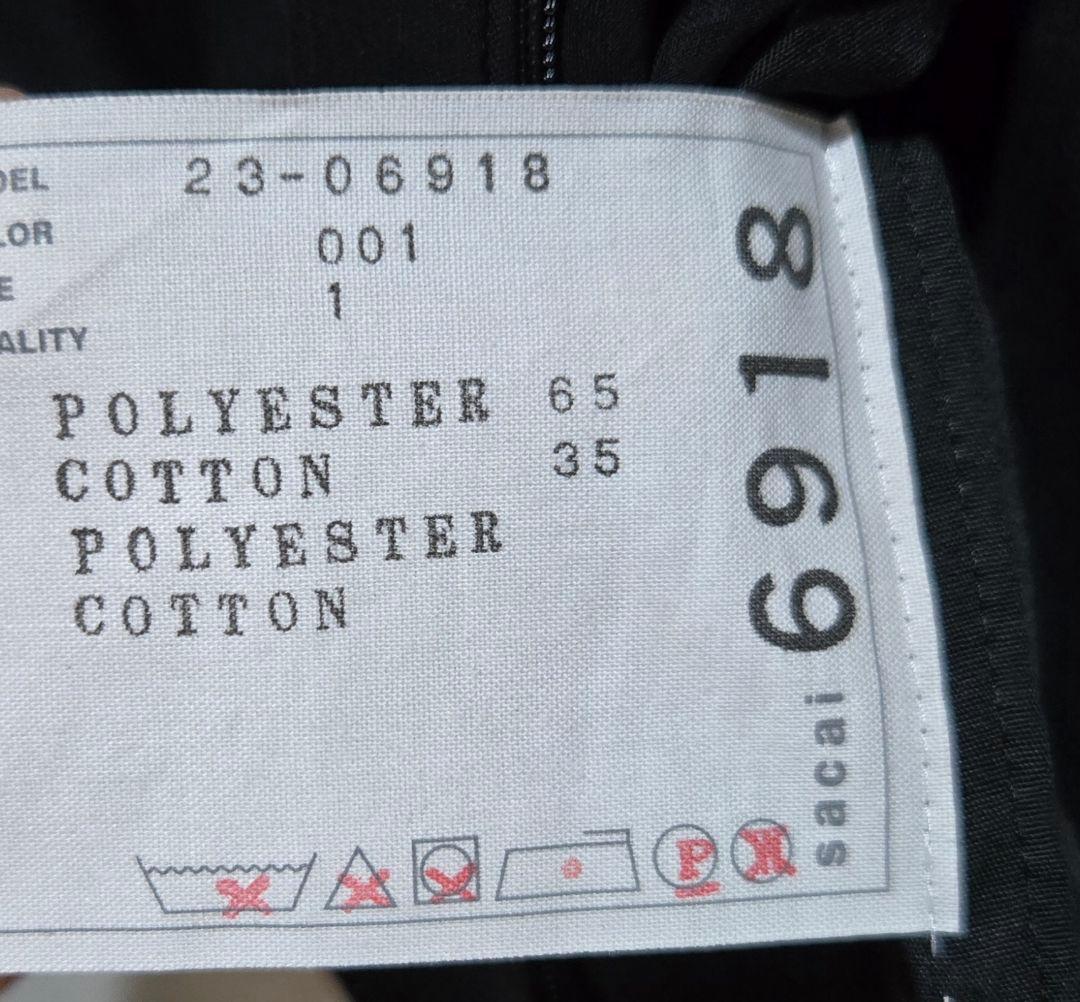 DEL 23-06918
LOR 001
E 1
ALITY
POLYESTER 65
COTTON 35
POLYESTER
COTTON
P W
sacai 6918